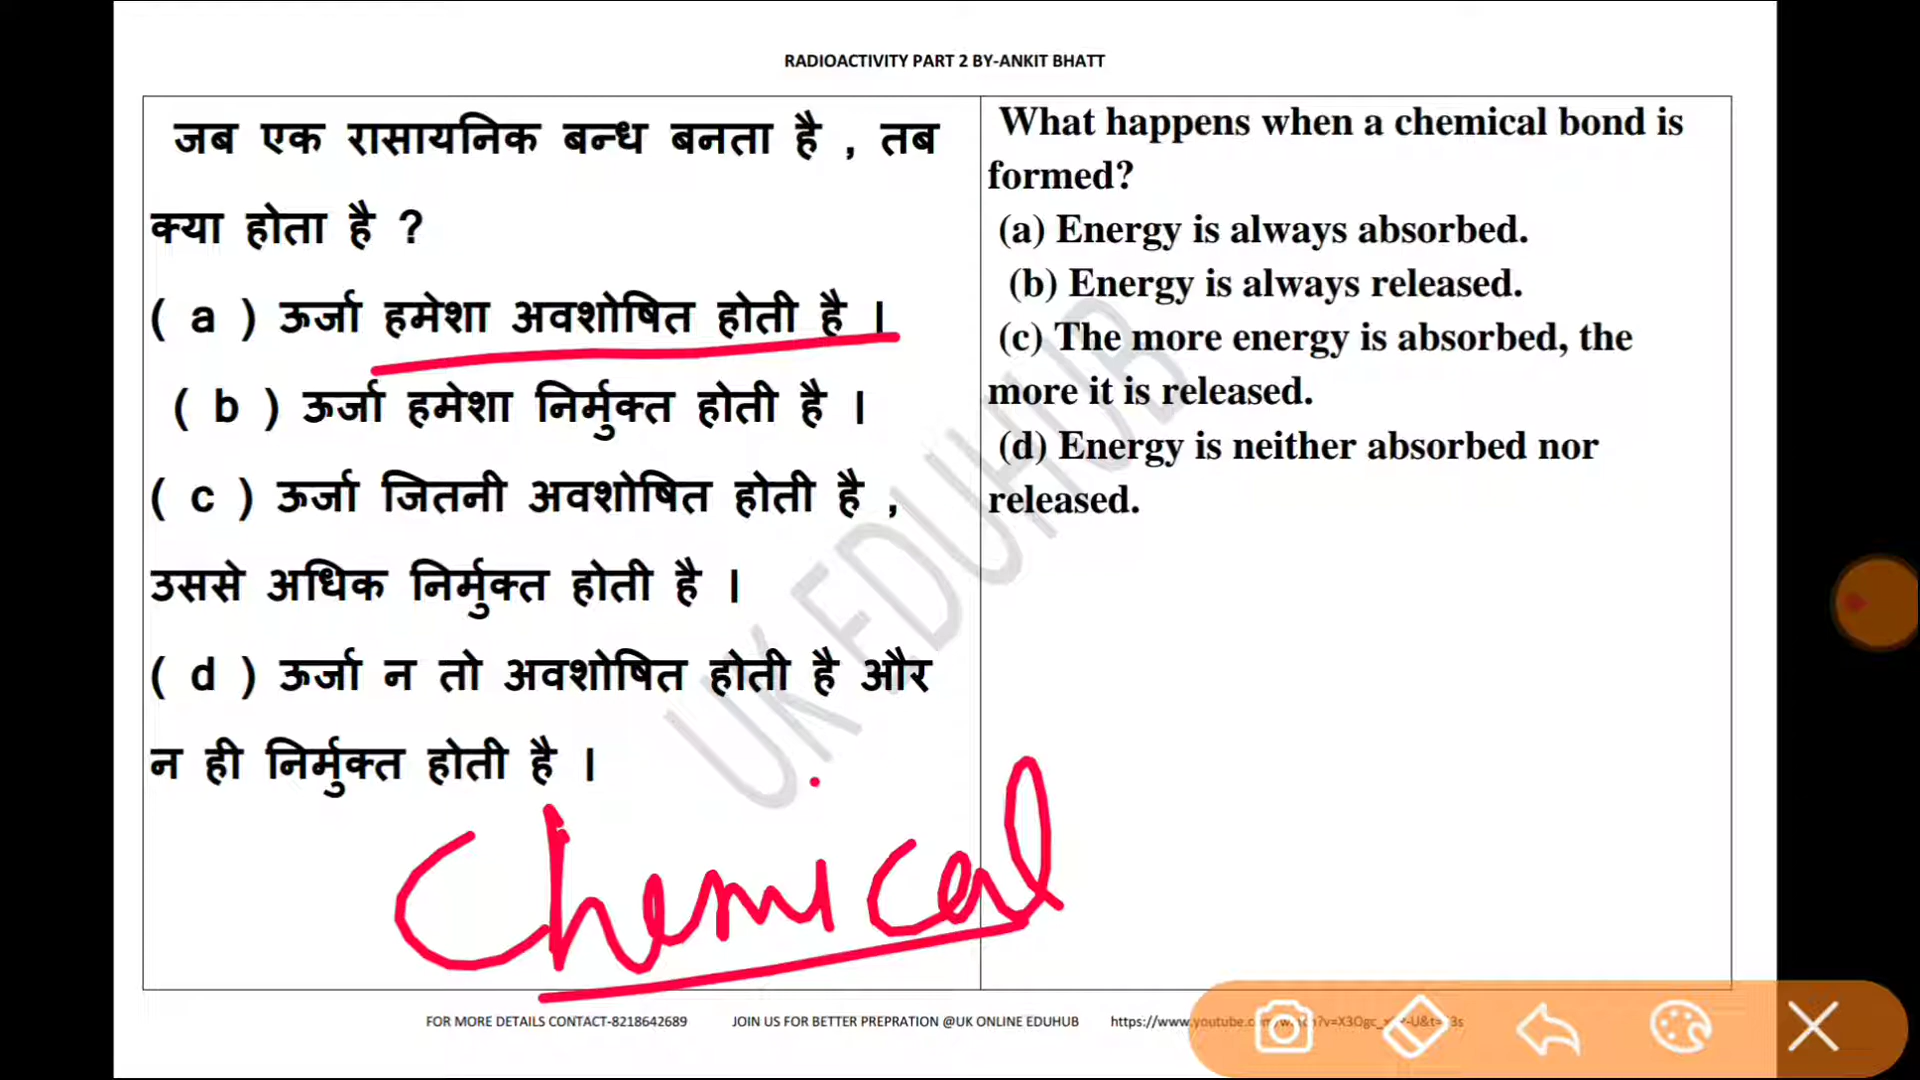 RADIOACTIVITY PART 2 BY-ANKIT BHATT
जब एक रासायनिक बन्ध बनता है , तब
क्या होता है ?
( a ) ऊर्जा हमेशा अवशोषित होती है ।
( b ) ऊर्जा हमेशा निर्मुक्त होती है ।
( c ) ऊर्जा जितनी अवशोषित होती है ,
उससे अधिक निर्मुक्त होती है ।
( d ) ऊर्जा न तो अवशोषित होती है और
न ही निर्मुक्त होती है ।
What happens when a chemical bond is
formed?
(a) Energy is always absorbed.
(b) Energy is always released.
(c) The more energy is absorbed, the
more it is released.
(d) Energy is neither absorbed nor
released.
UK EDUHUB
Chemical
FOR MORE DETAILS CONTACT-8218642689 JOIN US FOR BETTER PREPRATION @UK ONLINE EDUHUB